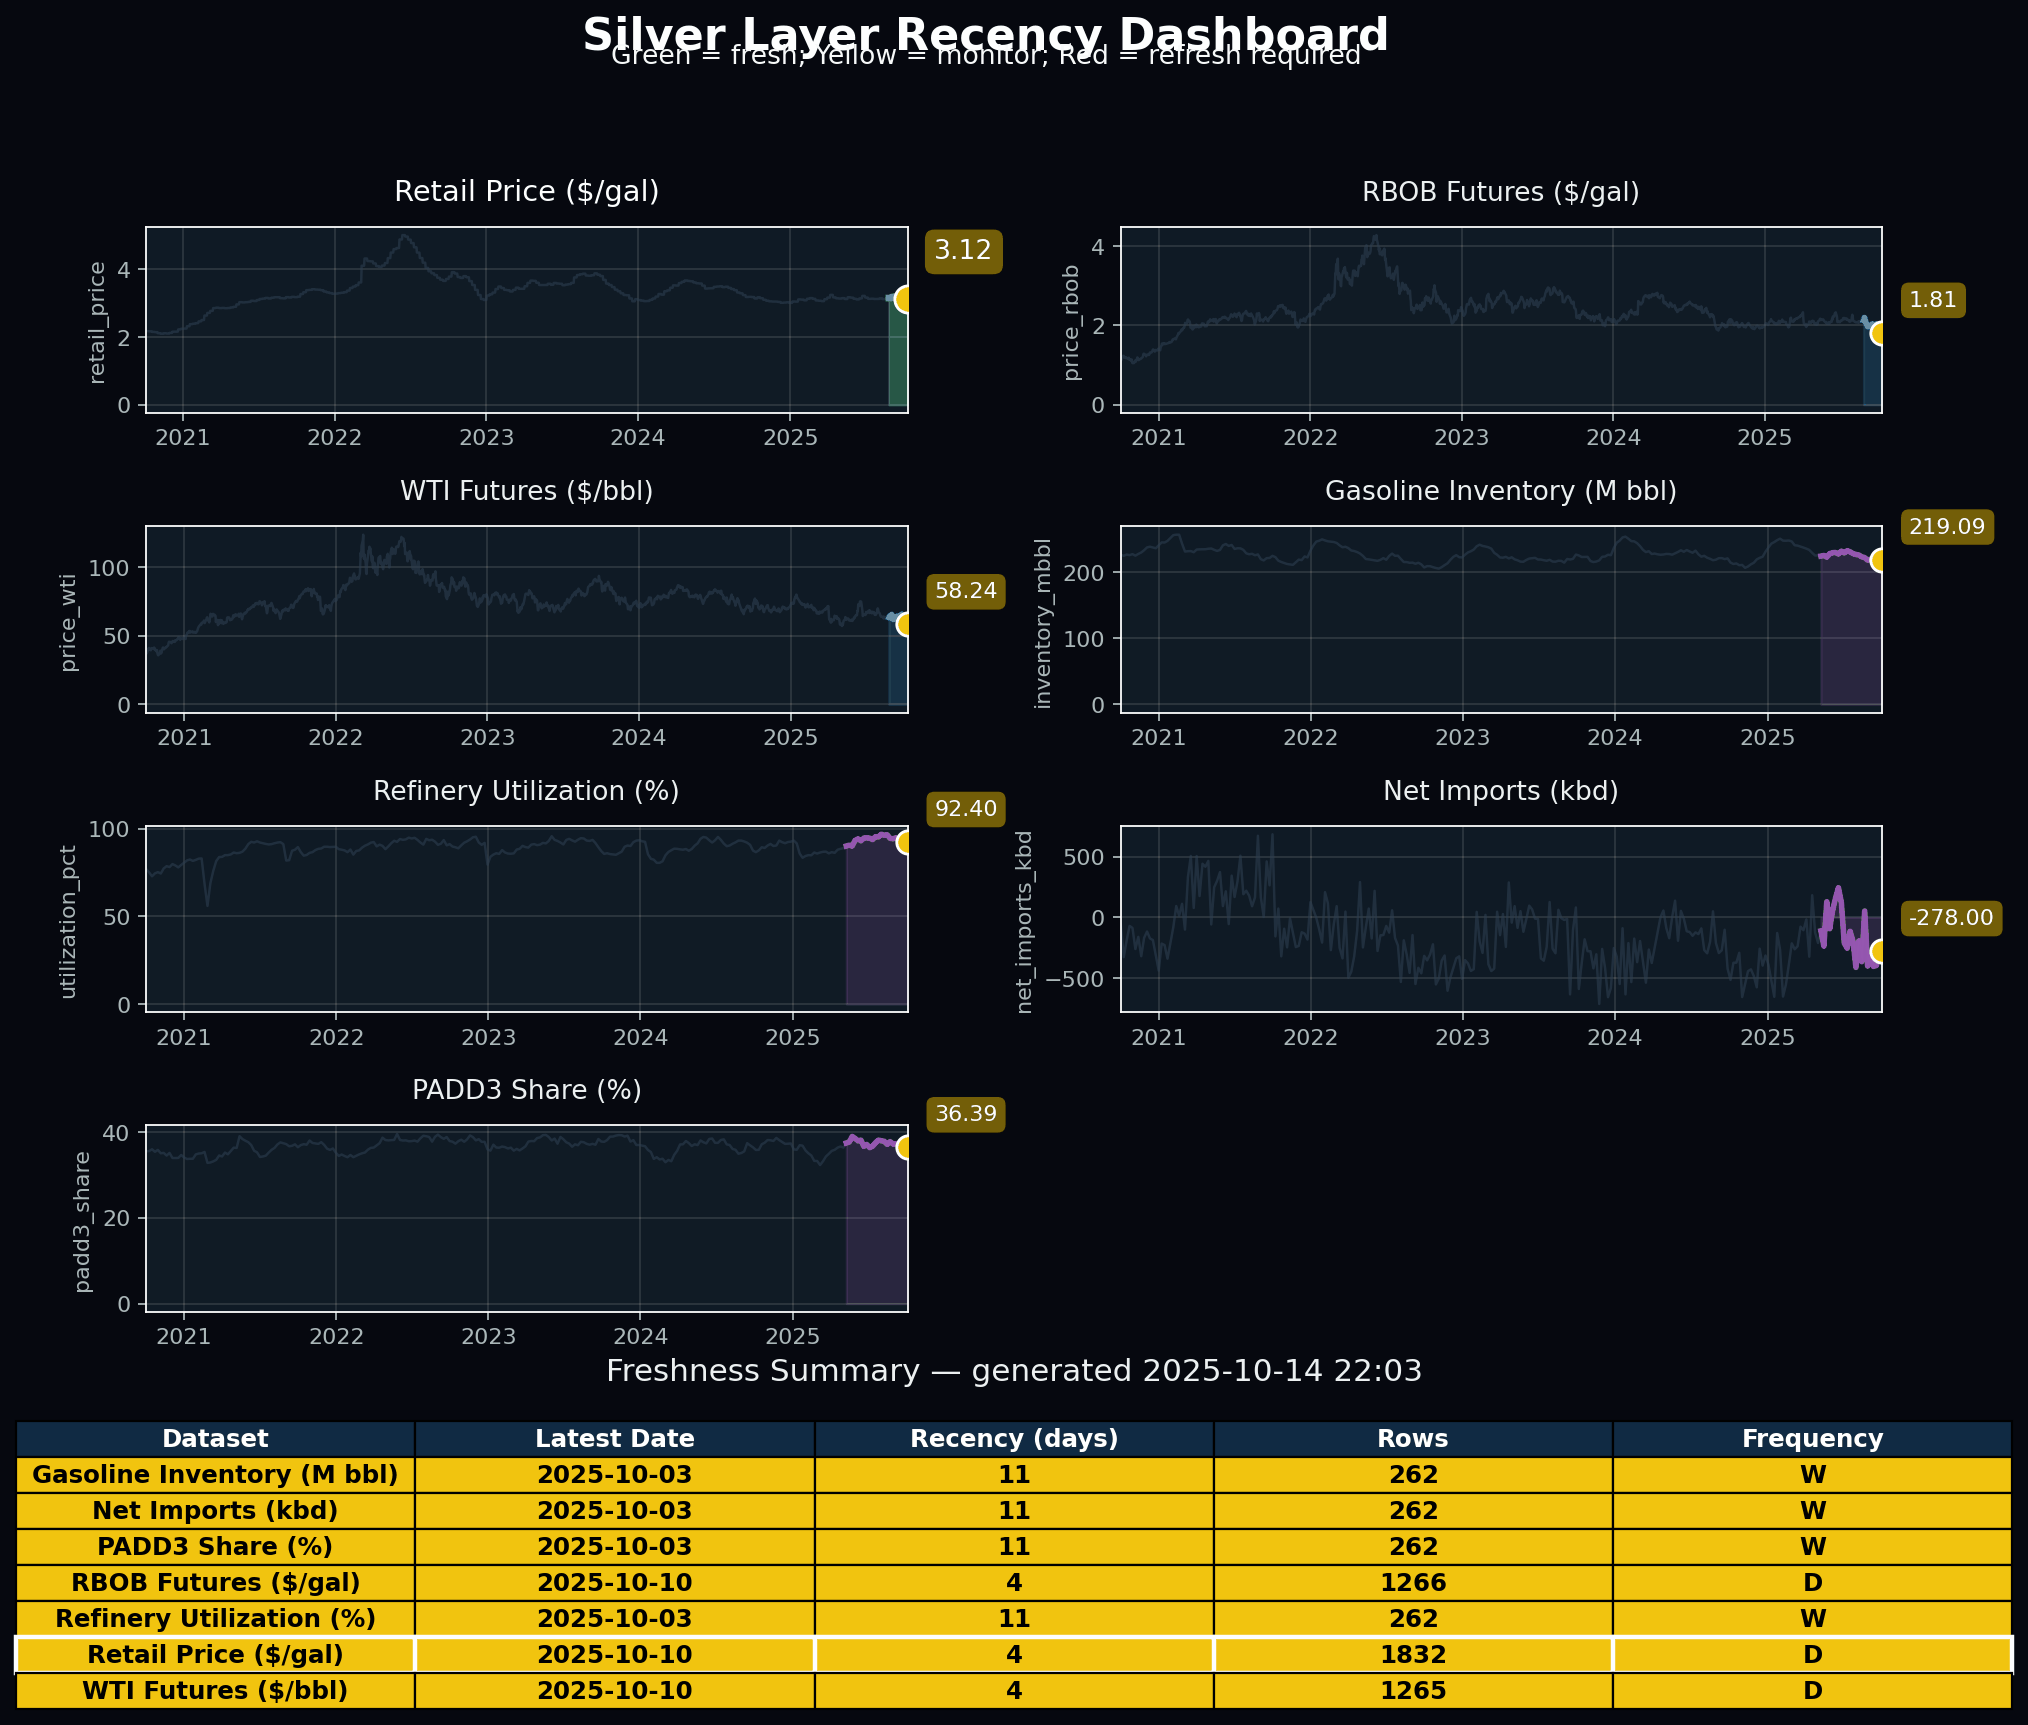 Silver Layer Recency Dashboard
Green = fresh; Yellow = monitor; Red = refresh required
Retail Price ($/gal)
retail_price
4
2
0
2021 2022 2023 2024 2025
3.12
RBOB Futures ($/gal)
price_rbob
4
2
0
2021 2022 2023 2024 2025
1.81
WTI Futures ($/bbl)
price_wti
100
50
0
2021 2022 2023 2024 2025
58.24
Gasoline Inventory (M bbl)
inventory_mbbl
200
100
0
2021 2022 2023 2024 2025
219.09
Refinery Utilization (%)
utilization_pct
100
50
0
2021 2022 2023 2024 2025
92.40
Net Imports (kbd)
net_imports_kbd
500
0
−500
2021 2022 2023 2024 2025
-278.00
PADD3 Share (%)
padd3_share
40
20
0
2021 2022 2023 2024 2025
36.39
Freshness Summary — generated 2025-10-14 22:03
Dataset Latest Date Recency (days) Rows Frequency
Gasoline Inventory (M bbl) 2025-10-03 11 262 W
Net Imports (kbd) 2025-10-03 11 262 W
PADD3 Share (%) 2025-10-03 11 262 W
RBOB Futures ($/gal) 2025-10-10 4 1266 D
Refinery Utilization (%) 2025-10-03 11 262 W
Retail Price ($/gal) 2025-10-10 4 1832 D
WTI Futures ($/bbl) 2025-10-10 4 1265 D